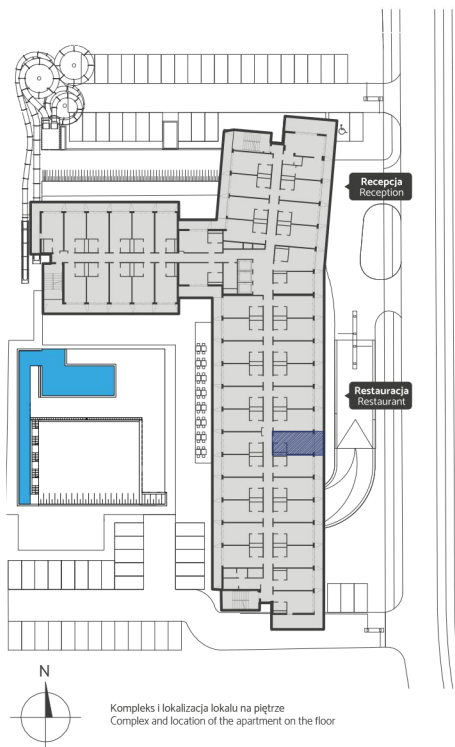 Recepcja
Reception
Restauracja
Restaurant
N
Kompleks i lokalizacja lokalu na piętrze
Complex and location of the apartment on the floor